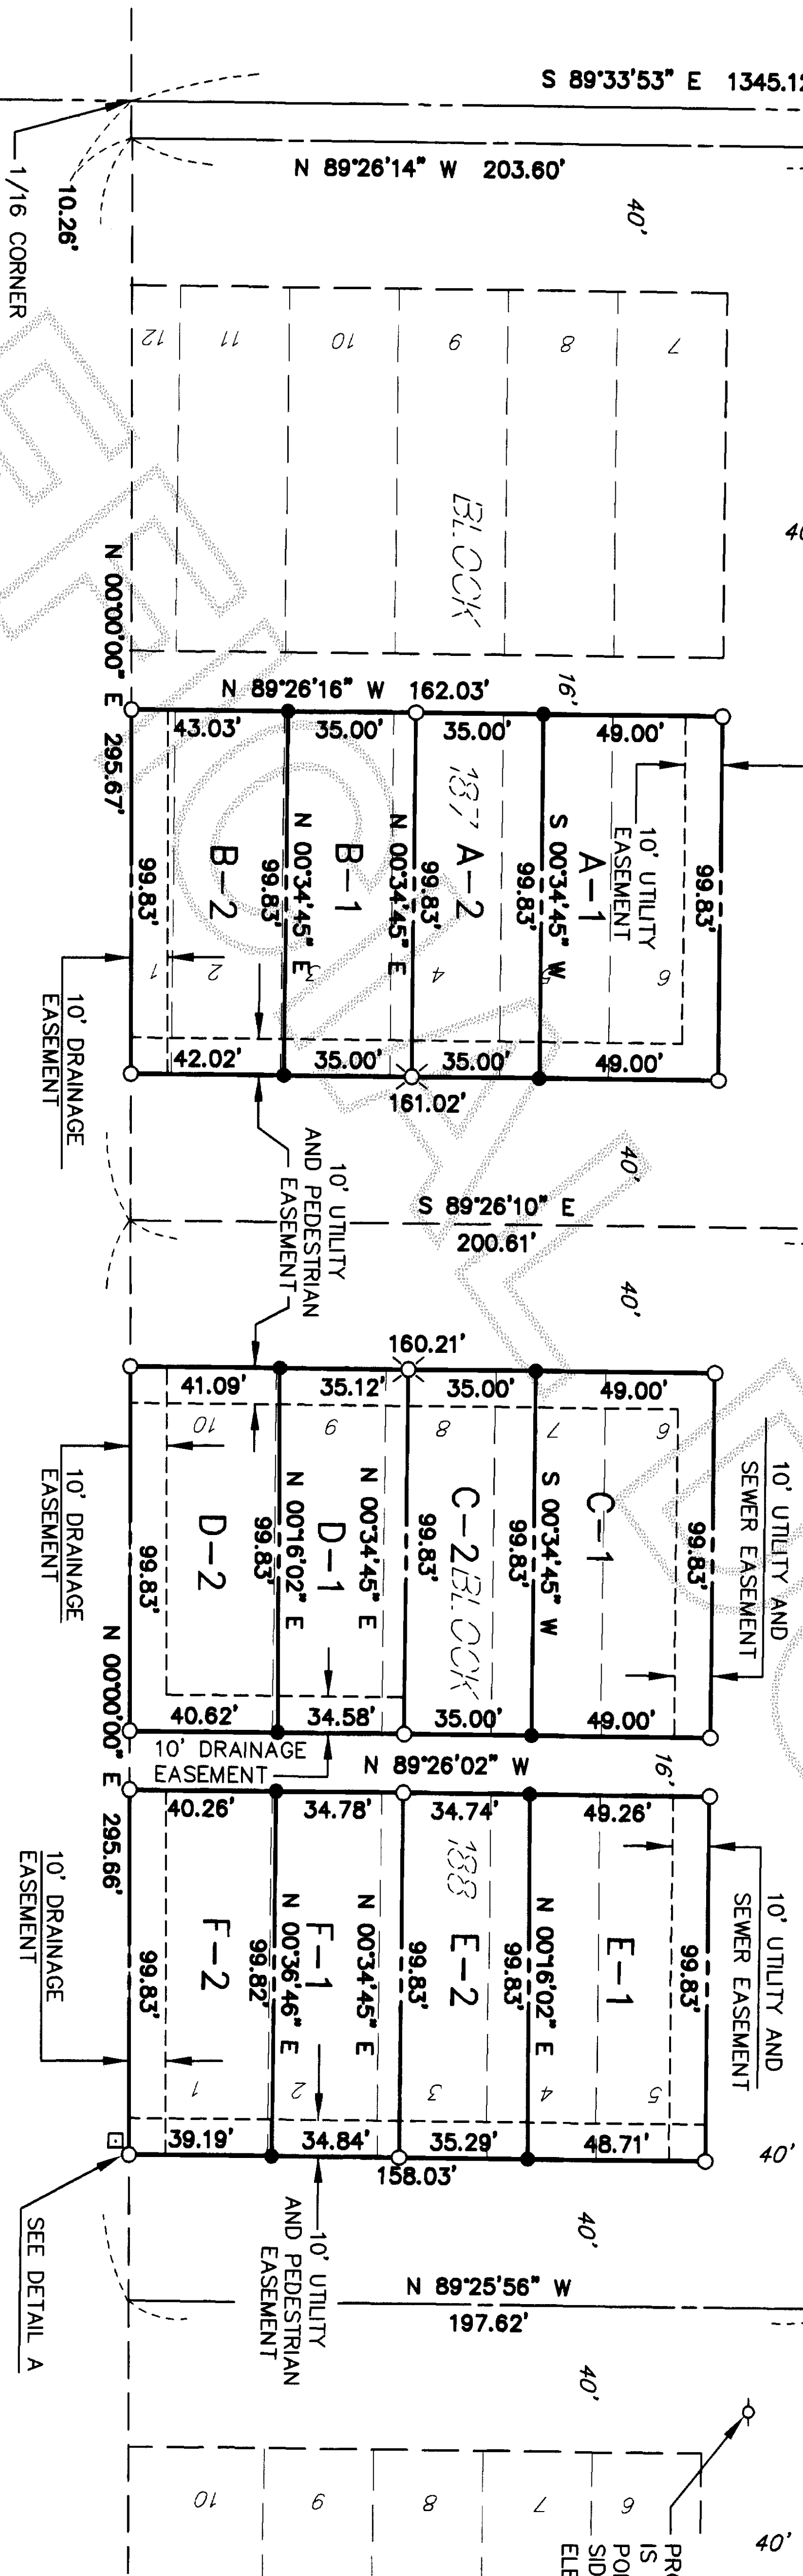 S 89°33'53" E 1345.12
N 89°26'14" W 203.60'
1/16 CORNER
10.26'
40'
12
11
10
9
8
7
BLOCK
40
N 00°00'00" E 295.67'
N 89°26'16" W 162.03'
16'
43.03'
35.00'
35.00'
49.00'
10' UTILITY
EASEMENT
187
99.83'
B-2
99.83'
N 00°34'45" E
B-1
N 00°34'45" E
99.83'
A-2
99.83'
S 00°34'45" W
A-1
99.83'
1
2
3
4
5
6
42.02'
35.00'
35.00'
49.00'
161.02'
10' DRAINAGE
EASEMENT
10' UTILITY
AND PEDESTRIAN
EASEMENT
40'
S 89°26'10" E
200.61'
40'
160.21'
41.09'
35.12'
35.00'
49.00'
10
9
8
7
6
10' UTILITY AND
SEWER EASEMENT
10' DRAINAGE
EASEMENT
99.83'
D-2
99.83'
N 00°16'02" E
D-1
N 00°34'45" E
99.83'
C-2
BLOCK
99.83'
S 00°34'45" W
C-1
99.83'
40.62'
34.58'
35.00'
49.00'
10' DRAINAGE
EASEMENT
N 89°26'02" W
16'
N 00°00'00" E 295.66'
40.26'
34.78'
34.74'
49.26'
188
10' UTILITY AND
SEWER EASEMENT
10' DRAINAGE
EASEMENT
99.83'
F-2
99.82'
N 00°36'46" E
F-1
N 00°34'45" E
99.83'
E-2
99.83'
N 00°16'02" E
E-1
99.83'
1
2
3
4
5
39.19'
34.84'
35.29'
48.71'
158.03'
40'
SEE DETAIL A
10' UTILITY
AND PEDESTRIAN
EASEMENT
40'
N 89°25'56" W
197.62'
40'
10
9
8
7
6
PRO
IS
POI
SID
ELE
40'